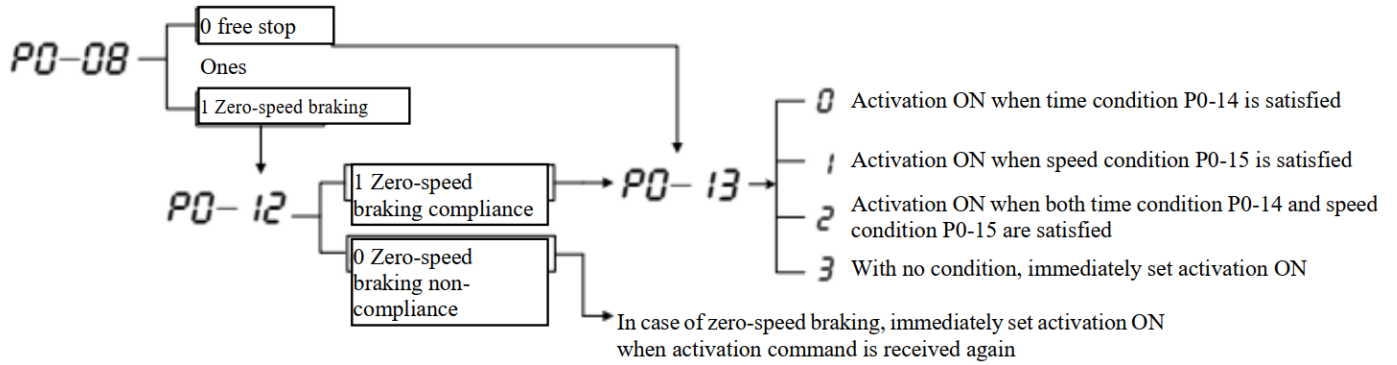 0 free stop
P0-08
Ones
1 Zero-speed braking
0 Activation ON when time condition P0-14 is satisfied
1 Activation ON when speed condition P0-15 is satisfied
1 Zero-speed
braking compliance
P0-13
P0-12
2 Activation ON when both time condition P0-14 and speed
condition P0-15 are satisfied
0 Zero-speed
braking non-
compliance
3 With no condition, immediately set activation ON
In case of zero-speed braking, immediately set activation ON
when activation command is received again